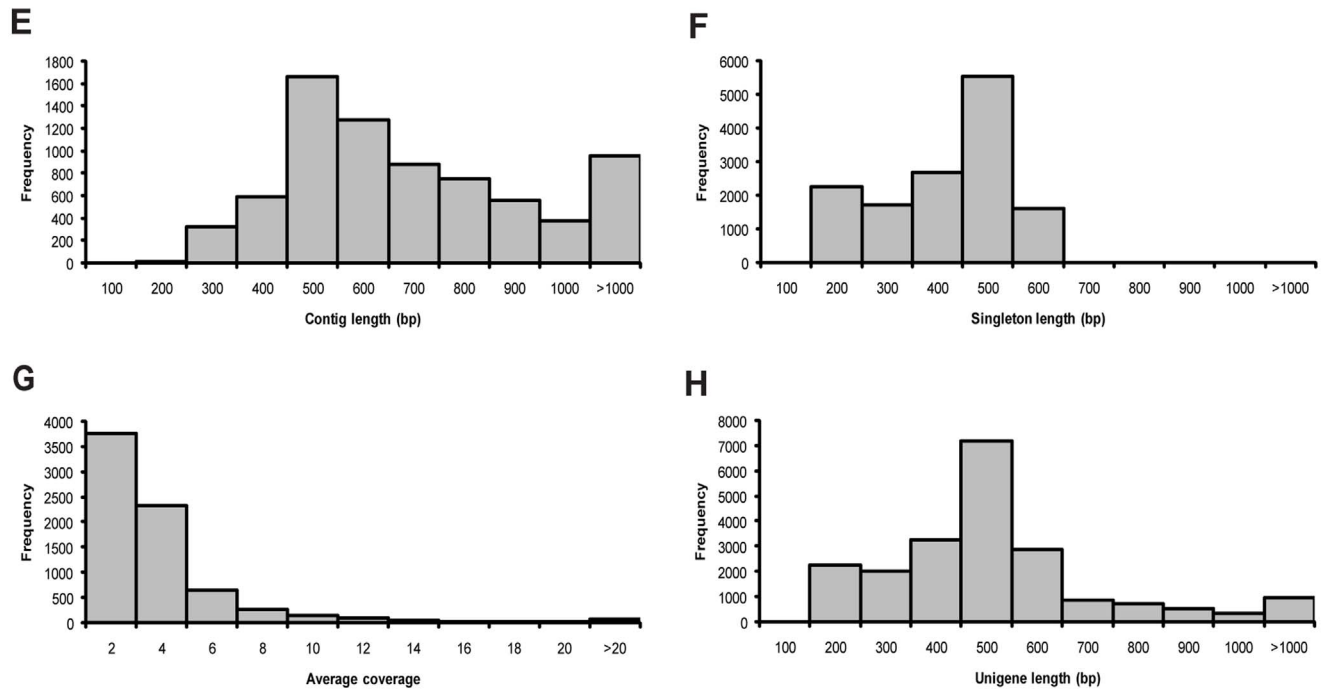 E
1800
1600
1400
1200
1000
800
600
400
200
0
Frequency
100 200 300 400 500 600 700 800 900 1000 >1000
Contig length (bp)
F
6000
5000
4000
3000
2000
1000
0
Frequency
100 200 300 400 500 600 700 800 900 1000 >1000
Singleton length (bp)
G
4000
3500
3000
2500
2000
1500
1000
500
0
Frequency
2 4 6 8 10 12 14 16 18 20 >20
Average coverage
H
8000
7000
6000
5000
4000
3000
2000
1000
0
Frequency
100 200 300 400 500 600 700 800 900 1000 >1000
Unigene length (bp)